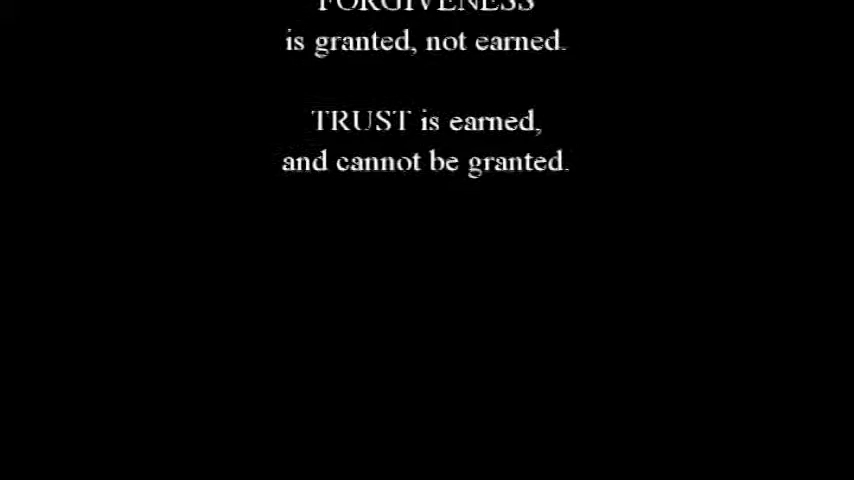 FORGIVENESS
is granted, not earned.
TRUST is earned,
and cannot be granted.